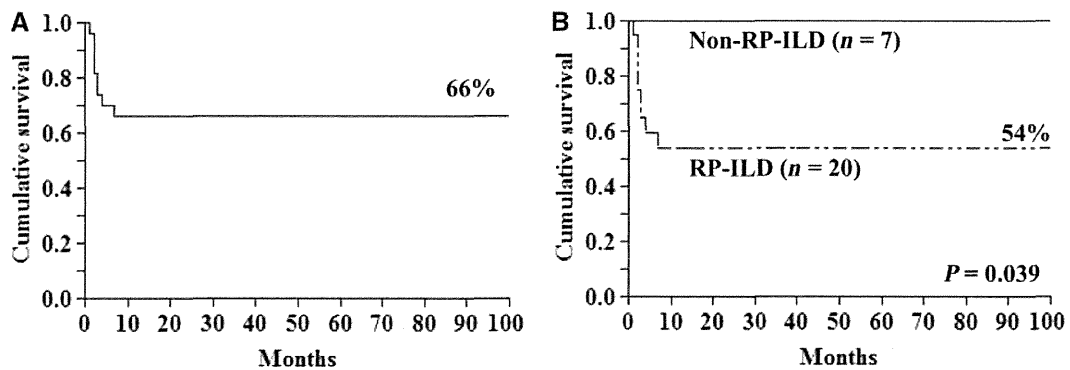 A
1.0
0.8
0.6
0.4
0.2
0.0
Cumulative survival
66%
0 10 20 30 40 50 60 70 80 90 100
Months
B
1.0
0.8
0.6
0.4
0.2
0.0
Cumulative survival
Non-RP-ILD (n = 7)
54%
RP-ILD (n = 20)
P = 0.039
0 10 20 30 40 50 60 70 80 90 100
Months